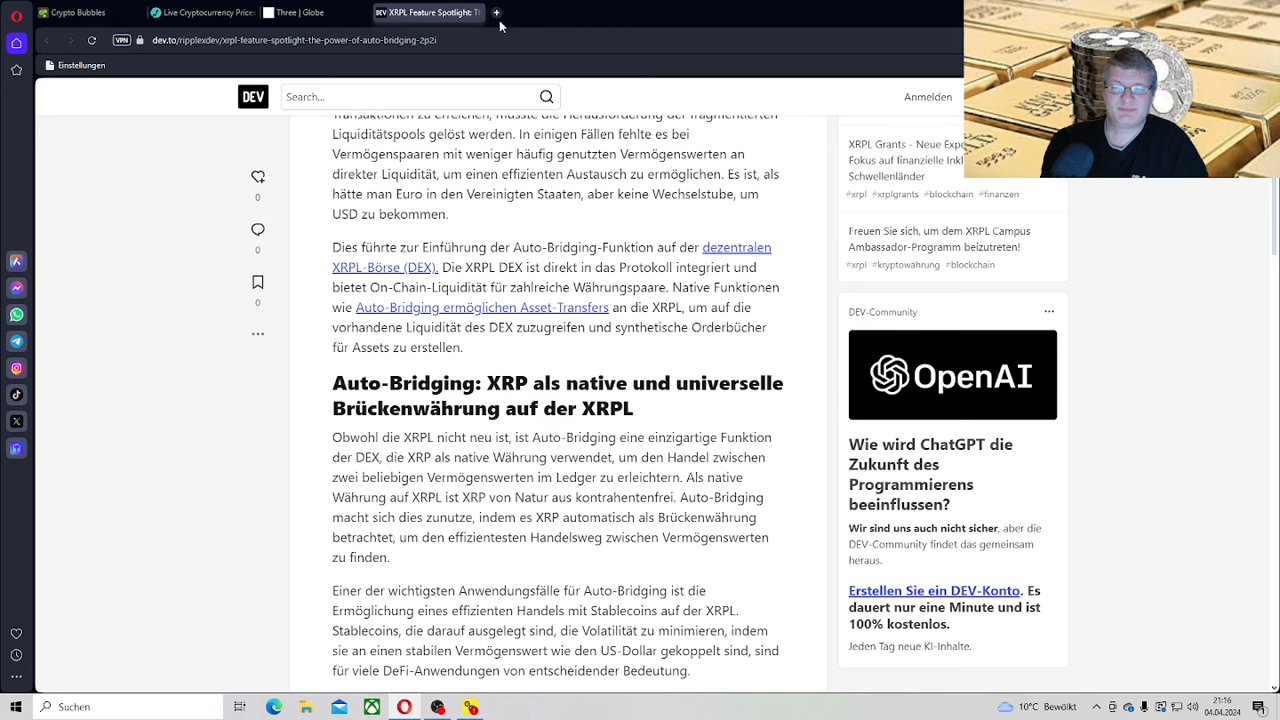 Crypto Bubbles
Live Cryptocurrency Price
Three | Globe
DEV XRPL Feature Spotlight: Th
VPN
dev.to/ripplexdev/xrpl-feature-spotlight-the-power-of-auto-bridging-2p2i
Einstellungen
DEV
Search...
Anmelden
Transaktionen zu erreichen, musste die Herausforderung der fragmentierten
Liquiditätspools gelöst werden. In einigen Fällen fehlte es bei
Vermögenspaaren mit weniger häufig genutzten Vermögenswerten an
direkter Liquidität, um einen effizienten Austausch zu ermöglichen. Es ist, als
hätte man Euro in den Vereinigten Staaten, aber keine Wechselstube, um
USD zu bekommen.
0
0
0
Dies führte zur Einführung der Auto-Bridging-Funktion auf der dezentralen
XRPL-Börse (DEX). Die XRPL DEX ist direkt in das Protokoll integriert und
bietet On-Chain-Liquidität für zahlreiche Währungspaare. Native Funktionen
wie Auto-Bridging ermöglichen Asset-Transfers an die XRPL, um auf die
vorhandene Liquidität des DEX zuzugreifen und synthetische Orderbücher
für Assets zu erstellen.
Auto-Bridging: XRP als native und universelle
Brückenwährung auf der XRPL
Obwohl die XRPL nicht neu ist, ist Auto-Bridging eine einzigartige Funktion
der DEX, die XRP als native Währung verwendet, um den Handel zwischen
zwei beliebigen Vermögenswerten im Ledger zu erleichtern. Als native
Währung auf XRPL ist XRP von Natur aus kontrahentenfrei. Auto-Bridging
macht sich dies zunutze, indem es XRP automatisch als Brückenwährung
betrachtet, um den effizientesten Handelsweg zwischen Vermögenswerten
zu finden.
Einer der wichtigsten Anwendungsfälle für Auto-Bridging ist die
Ermöglichung eines effizienten Handels mit Stablecoins auf der XRPL.
Stablecoins, die darauf ausgelegt sind, die Volatilität zu minimieren, indem
sie an einen stabilen Vermögenswert wie den US-Dollar gekoppelt sind, sind
für viele DeFi-Anwendungen von entscheidender Bedeutung.
XRPL Grants - Neue Expe
Fokus auf finanzielle Inkl
Schwellenländer
#xrpl #xrplgrants #blockchain #finanzen
Freuen Sie sich, um dem XRPL Campus
Ambassador-Programm beizutreten!
#xrpl #kryptowährung #blockchain
DEV-Community
OpenAI
Wie wird ChatGPT die
Zukunft des
Programmierens
beeinflussen?
Wir sind uns auch nicht sicher, aber die
DEV-Community findet das gemeinsam
heraus.
Erstellen Sie ein DEV-Konto. Es
dauert nur eine Minute und ist
100% kostenlos.
Jeden Tag neue KI-Inhalte.
Suchen
10°C Bewölkt
21:16
04.04.2024